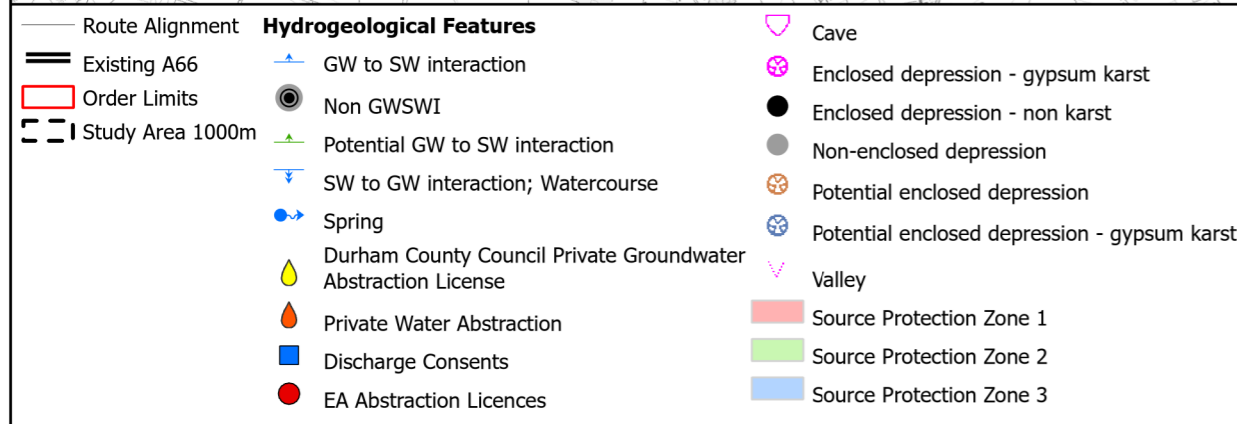 Route Alignment
Existing A66
Order Limits
Study Area 1000m
Hydrogeological Features
GW to SW interaction
Non GWSWI
Potential GW to SW interaction
SW to GW interaction; Watercourse
Spring
Durham County Council Private Groundwater
Abstraction License
Private Water Abstraction
Discharge Consents
EA Abstraction Licences
Cave
Enclosed depression - gypsum karst
Enclosed depression - non karst
Non-enclosed depression
Potential enclosed depression
Potential enclosed depression - gypsum karst
Valley
Source Protection Zone 1
Source Protection Zone 2
Source Protection Zone 3